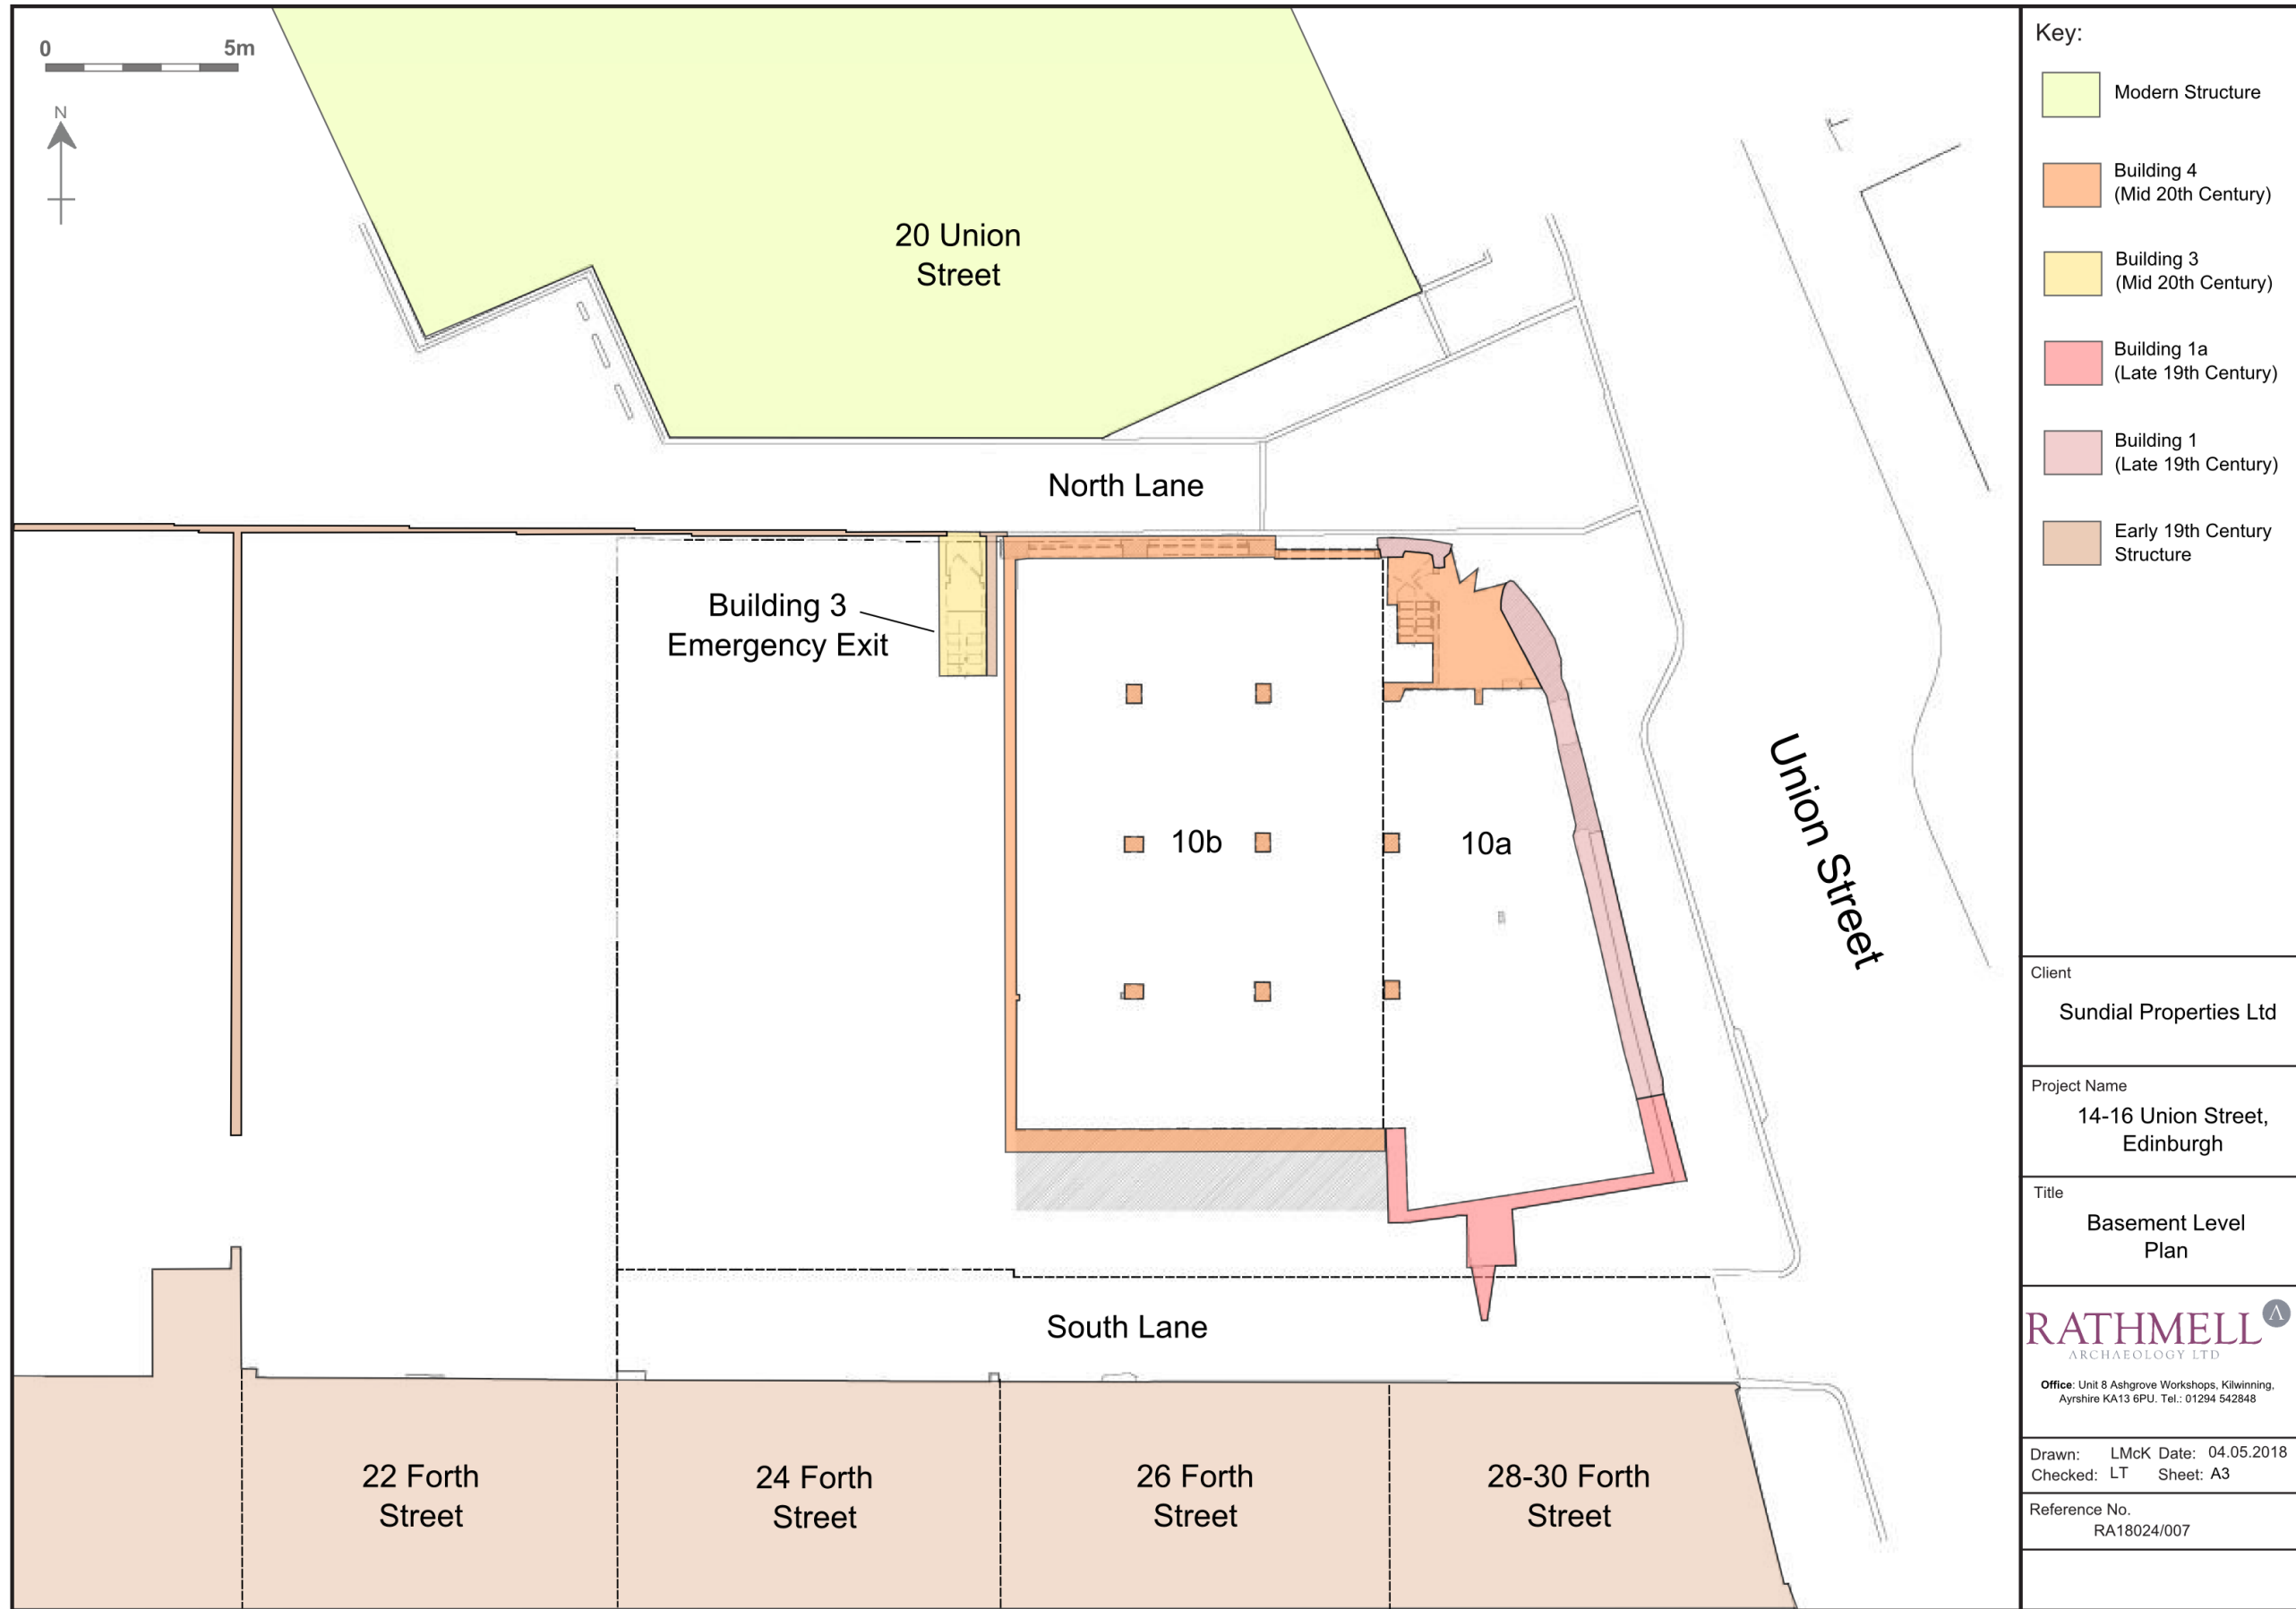 0 5m
N
20 Union
Street
North Lane
Building 3
Emergency Exit
10b
10a
Union Street
South Lane
22 Forth
Street
24 Forth
Street
26 Forth
Street
28-30 Forth
Street
Key:
Modern Structure
Building 4
(Mid 20th Century)
Building 3
(Mid 20th Century)
Building 1a
(Late 19th Century)
Building 1
(Late 19th Century)
Early 19th Century
Structure
Client
Sundial Properties Ltd
Project Name
14-16 Union Street,
Edinburgh
Title
Basement Level
Plan
RATHMELL Λ
ARCHAEOLOGY LTD
Office: Unit 8 Ashgrove Workshops, Kilwinning,
Ayrshire KA13 6PU. Tel.: 01294 542848
Drawn: LMcK Date: 04.05.2018
Checked: LT Sheet: A3
Reference No.
RA18024/007